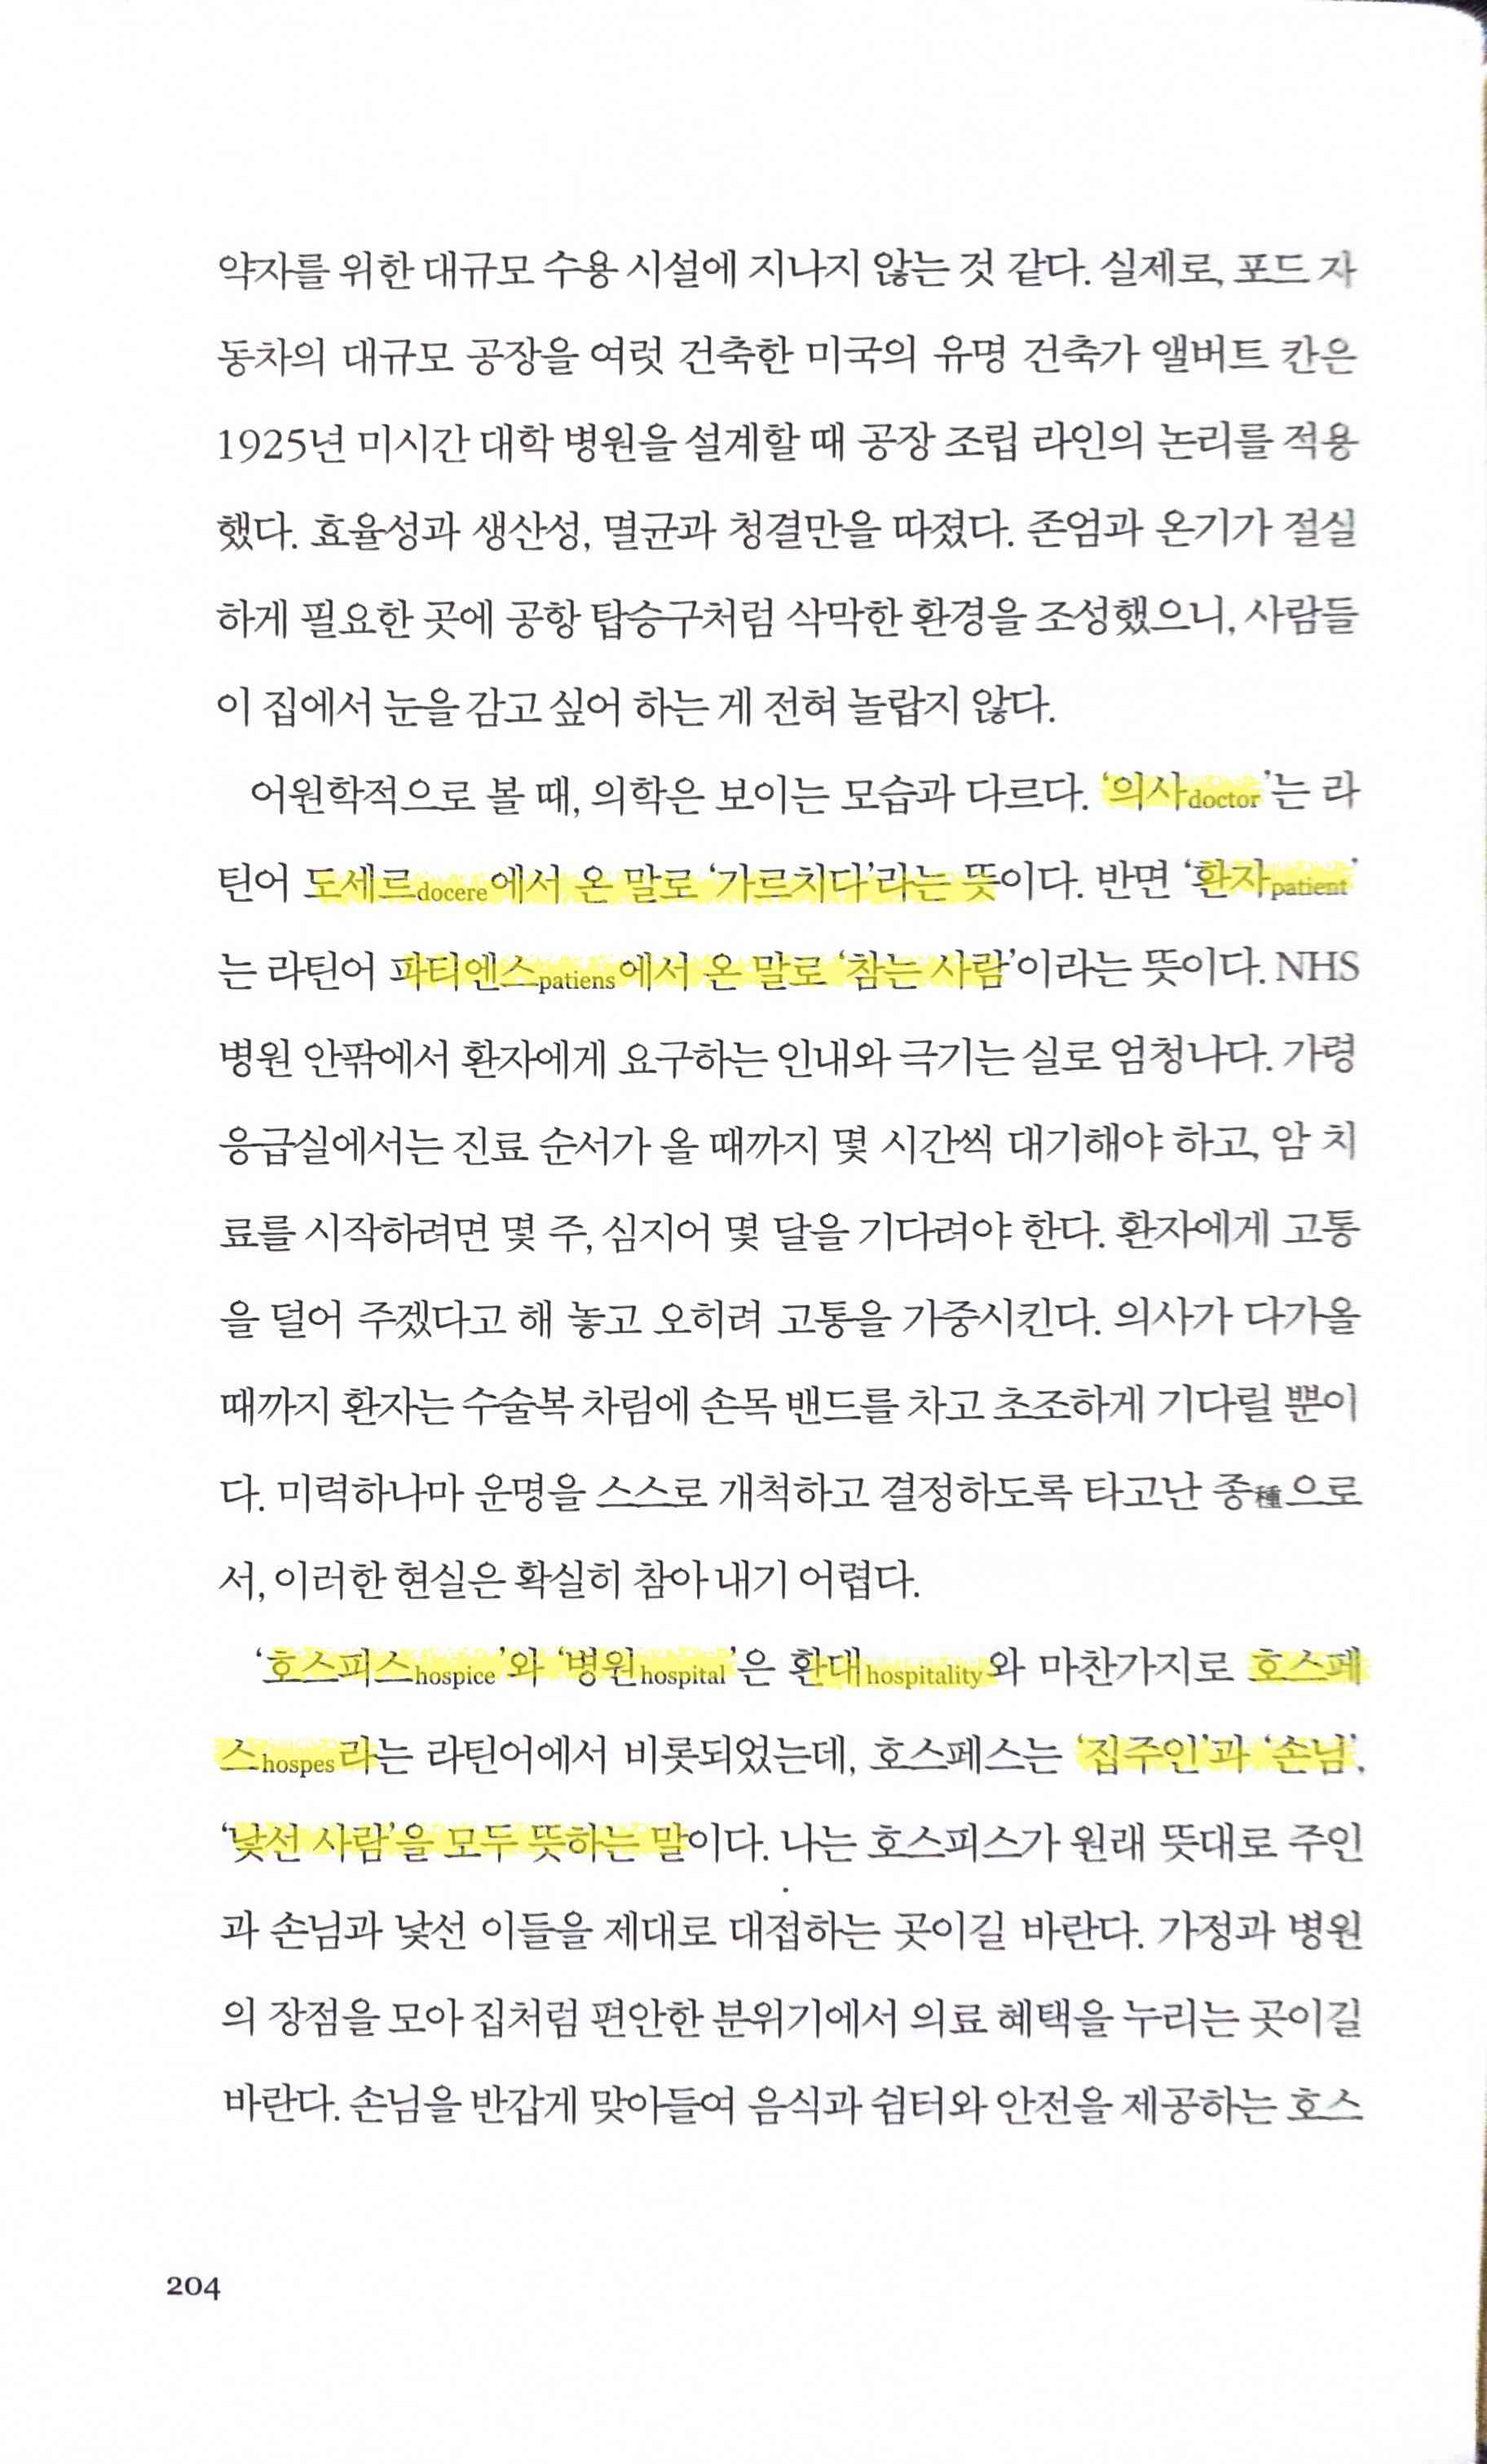 약자를 위한 대규모 수용 시설에 지나지 않는 것 같다. 실제로, 포드 자
동차의 대규모 공장을 여럿 건축한 미국의 유명 건축가 앨버트 칸은
1925년 미시간 대학 병원을 설계할 때 공장 조립 라인의 논리를 적용
했다. 효율성과 생산성, 멸균과 청결만을 따졌다. 존엄과 온기가 절실
하게 필요한 곳에 공항 탑승구처럼 삭막한 환경을 조성했으니, 사람들
이 집에서 눈을 감고 싶어 하는 게 전혀 놀랍지 않다.
어원학적으로 볼 때, 의학은 보이는 모습과 다르다. ‘의사doctor’는 라
틴어 도세르docere에서 온 말로 ‘가르치다’라는 뜻이다. 반면 ‘환자patient’
는 라틴어 파티엔스patiens에서 온 말로 ‘참는 사람’이라는 뜻이다. NHS
병원 안팎에서 환자에게 요구하는 인내와 극기는 실로 엄청나다. 가령
응급실에서는 진료 순서가 올 때까지 몇 시간씩 대기해야 하고, 암 치
료를 시작하려면 몇 주, 심지어 몇 달을 기다려야 한다. 환자에게 고통
을 덜어 주겠다고 해 놓고 오히려 고통을 가중시킨다. 의사가 다가올
때까지 환자는 수술복 차림에 손목 밴드를 차고 초조하게 기다릴 뿐이
다. 미력하나마 운명을 스스로 개척하고 결정하도록 타고난 종種으로
서, 이러한 현실은 확실히 참아 내기 어렵다.
‘호스피스hospice’와 ‘병원hospital’은 환대hospitality와 마찬가지로 호스페
스hospes라는 라틴어에서 비롯되었는데, 호스페스는 ‘집주인’과 ‘손님’,
‘낯선 사람’을 모두 뜻하는 말이다. 나는 호스피스가 원래 뜻대로 주인
과 손님과 낯선 이들을 제대로 대접하는 곳이길 바란다. 가정과 병원
의 장점을 모아 집처럼 편안한 분위기에서 의료 혜택을 누리는 곳이길
바란다. 손님을 반갑게 맞아들여 음식과 쉼터와 안전을 제공하는 호스
204